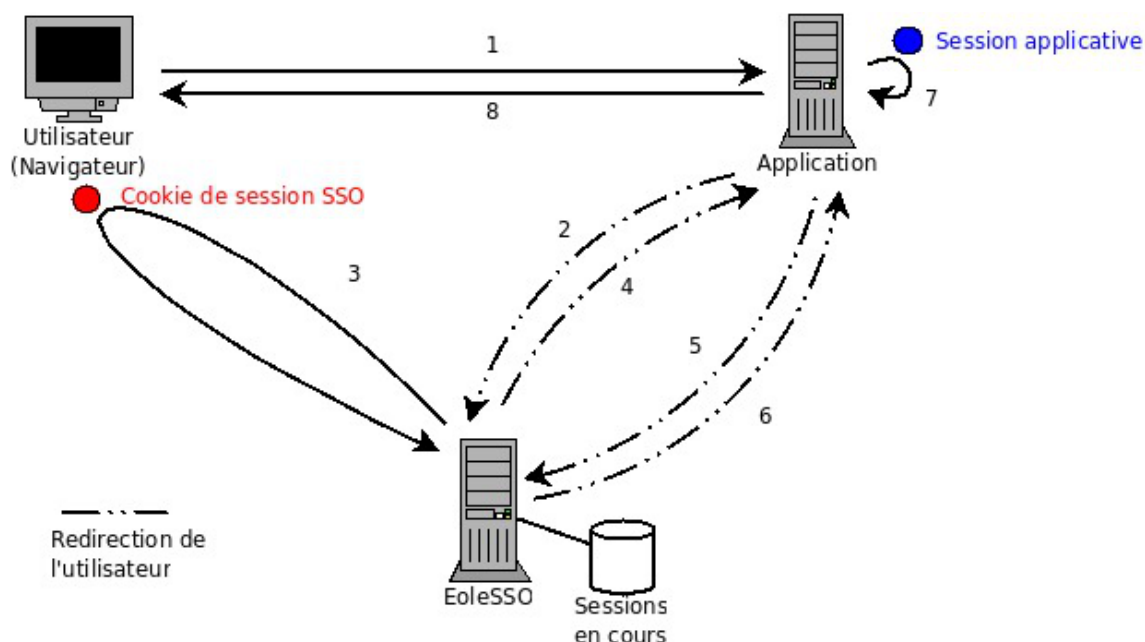 1
Session applicative
8
7
Utilisateur
(Navigateur)
Application
Cookie de session SSO
2
3
4
5
6
Redirection de
l'utilisateur
EoleSSO
Sessions
en cours